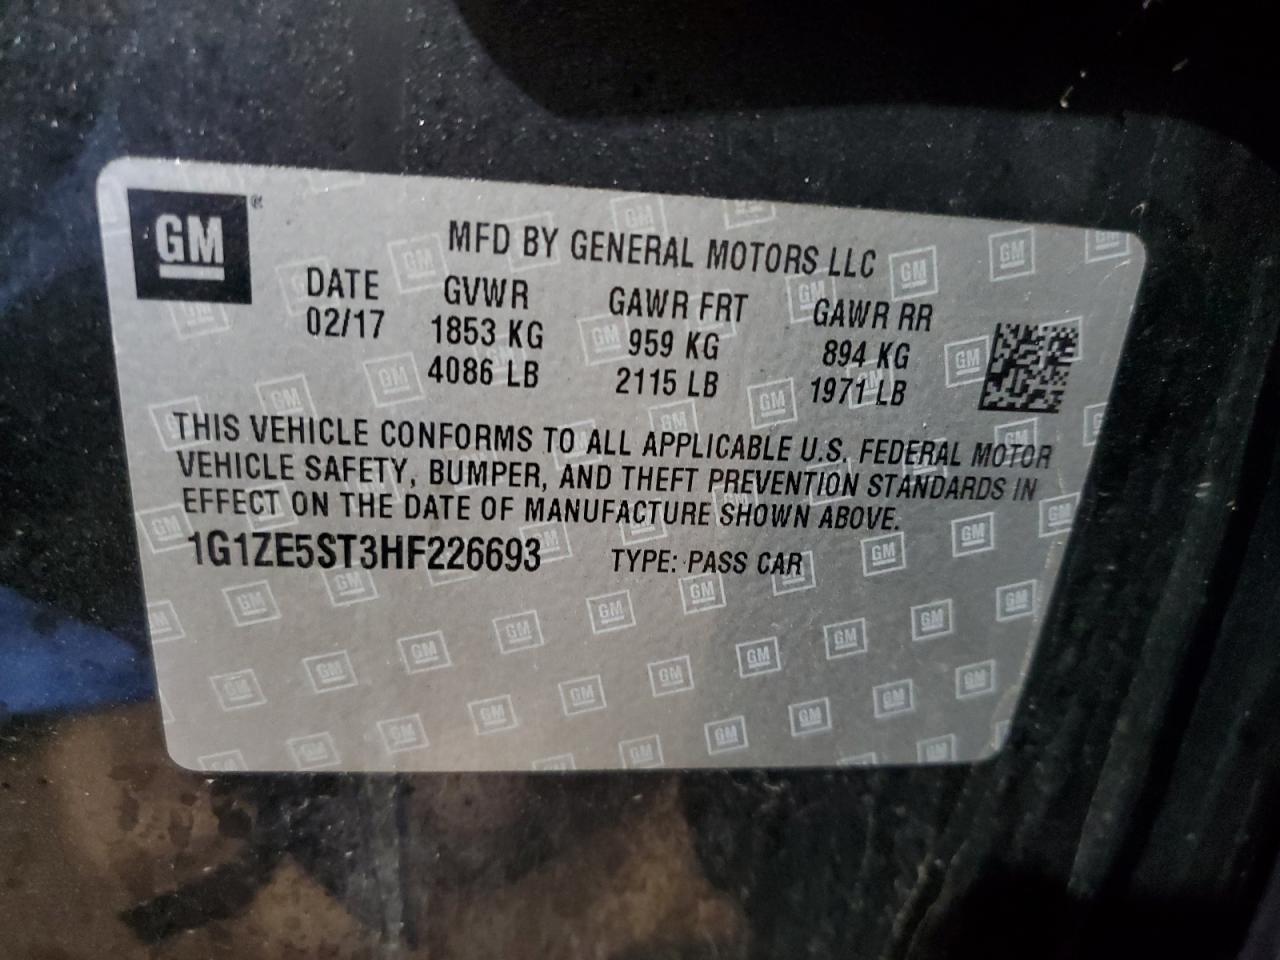 GM ®
MFD BY GENERAL MOTORS LLC
DATE GVWR GAWR FRT GAWR RR
02/17 1853 KG 959 KG 894 KG
4086 LB 2115 LB 1971 LB
THIS VEHICLE CONFORMS TO ALL APPLICABLE U.S. FEDERAL MOTOR
VEHICLE SAFETY, BUMPER, AND THEFT PREVENTION STANDARDS IN
EFFECT ON THE DATE OF MANUFACTURE SHOWN ABOVE.
1G1ZE5ST3HF226693 TYPE: PASS CAR